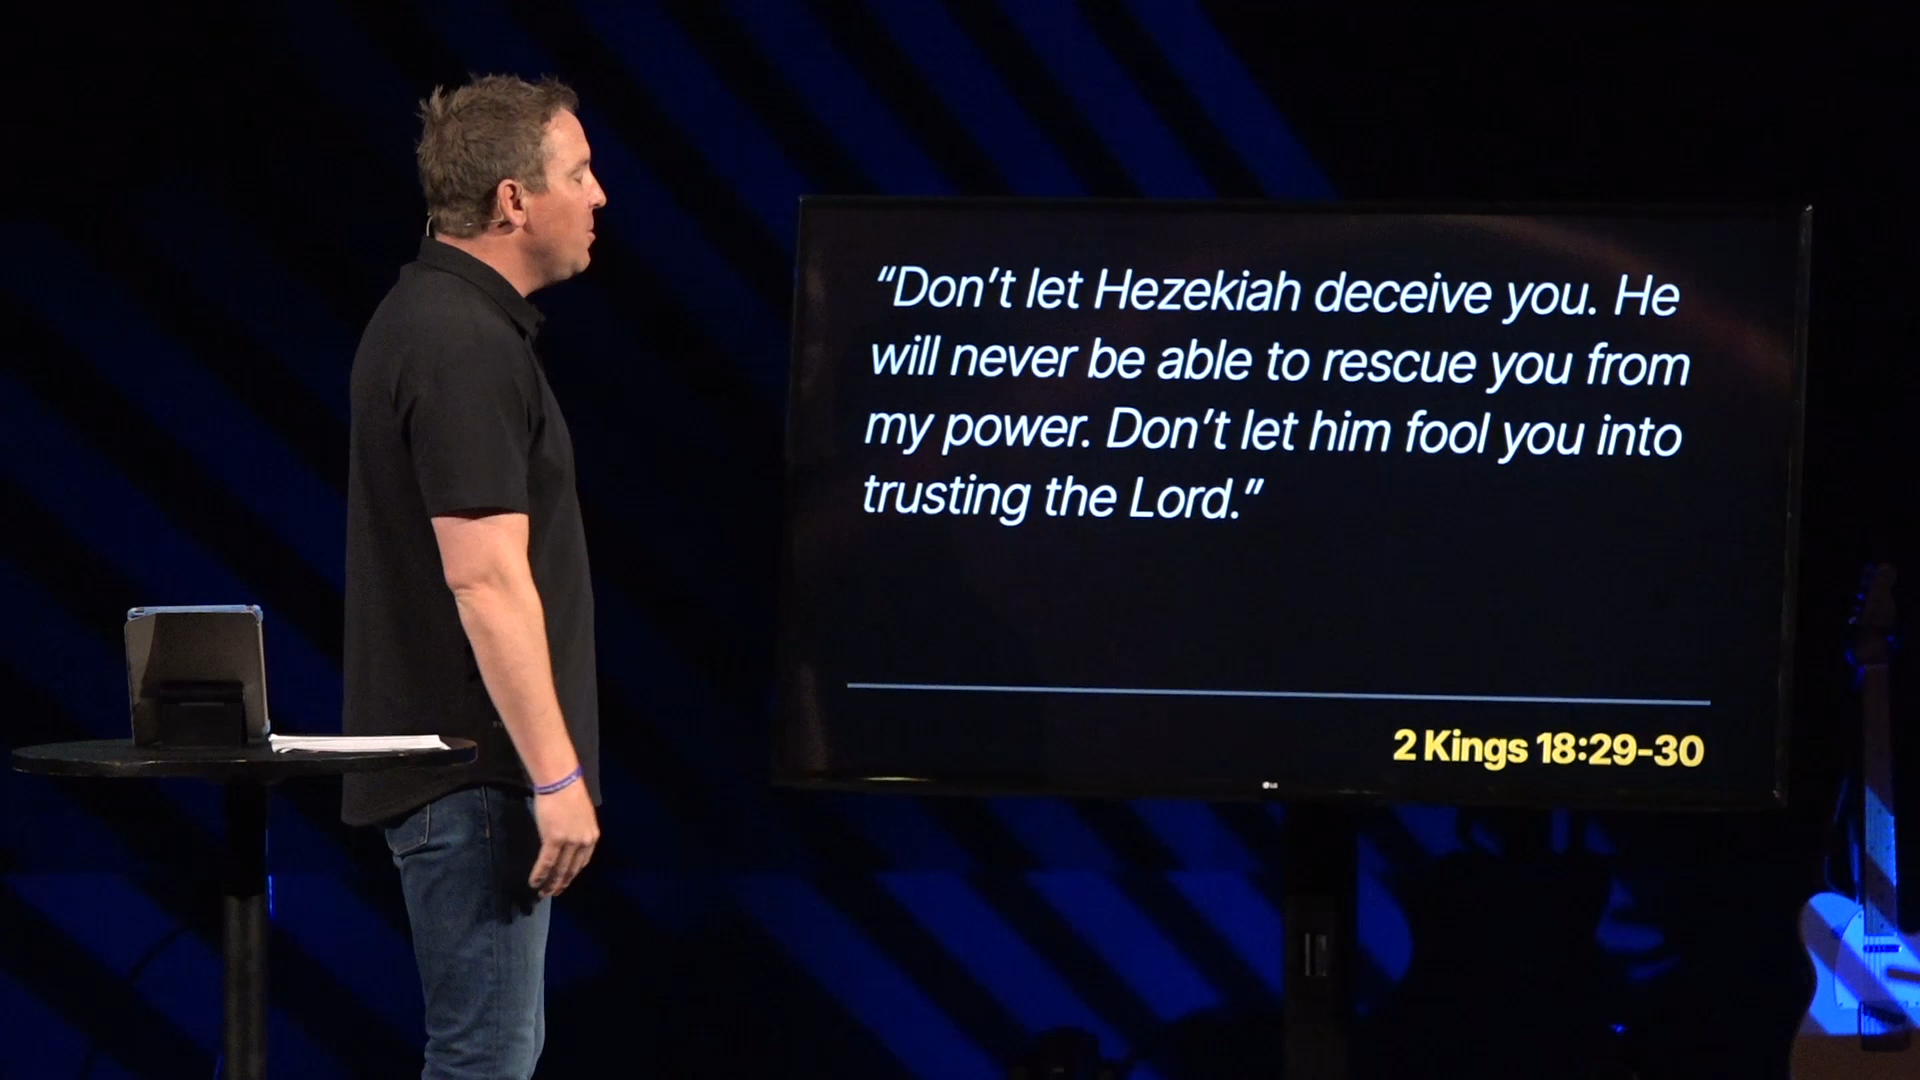 “Don’t let Hezekiah deceive you. He
will never be able to rescue you from
my power. Don’t let him fool you into
trusting the Lord.”
2 Kings 18:29-30
LG